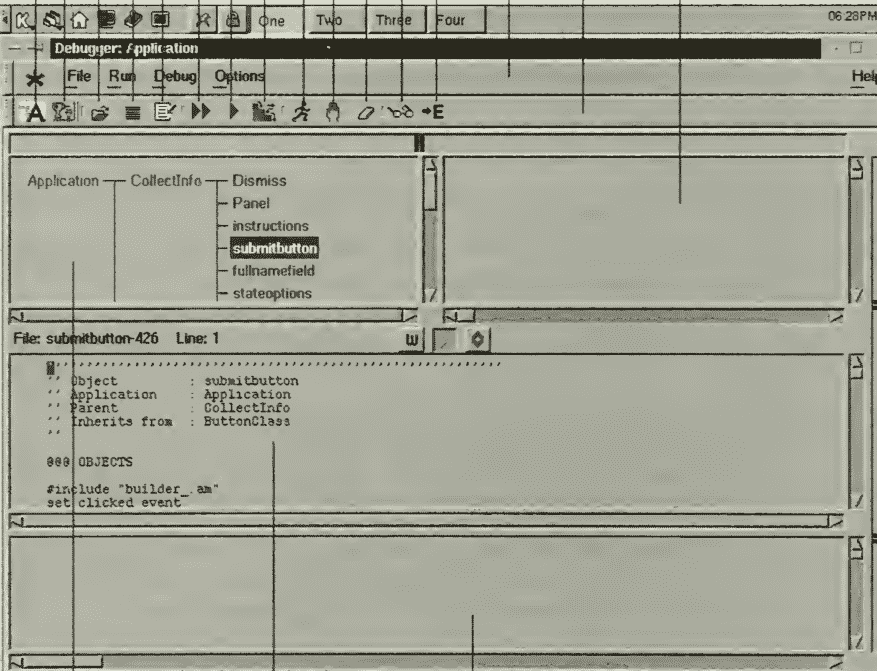 K One Two Three Four 06:28PM
Debugger: Application
File Run Debug Options Help
A E
Application CollectInfo Dismiss
Panel
instructions
submitbutton
fullnamefield
stateoptions
File: submitbutton-426 Line: 1 W
''''''''''''''''''''''''''''''''''''''''''''''''''''''''
'' Object : submitbutton
'' Application : Application
'' Parent : CollectInfo
'' Inherits from : ButtonClass
''
@@@ OBJECTS
#include "builder_.am"
set clicked event